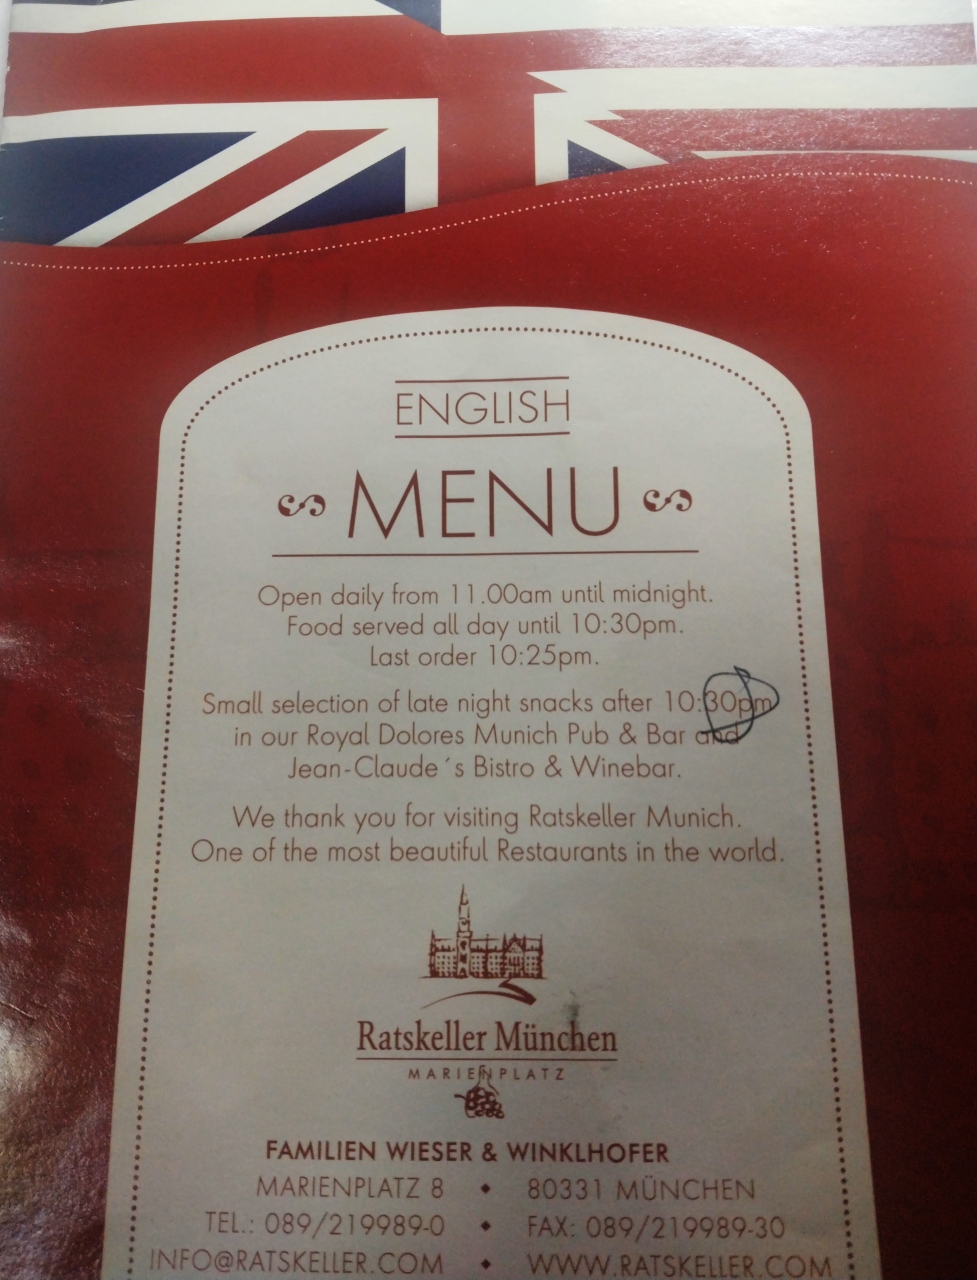 ENGLISH
MENU
Open daily from 11.00am until midnight.
Food served all day until 10:30pm.
Last order 10:25pm.
Small selection of late night snacks after 10:30pm
in our Royal Dolores Munich Pub & Bar and
Jean-Claude´s Bistro & Winebar.
We thank you for visiting Ratskeller Munich.
One of the most beautiful Restaurants in the world.
Ratskeller München
MARIENPLATZ
FAMILIEN WIESER & WINKLHOFER
MARIENPLATZ 8 ⬥ 80331 MÜNCHEN
TEL.: 089/219989-0 ⬥ FAX: 089/219989-30
INFO@RATSKELLER.COM ⬥ WWW.RATSKELLER.COM